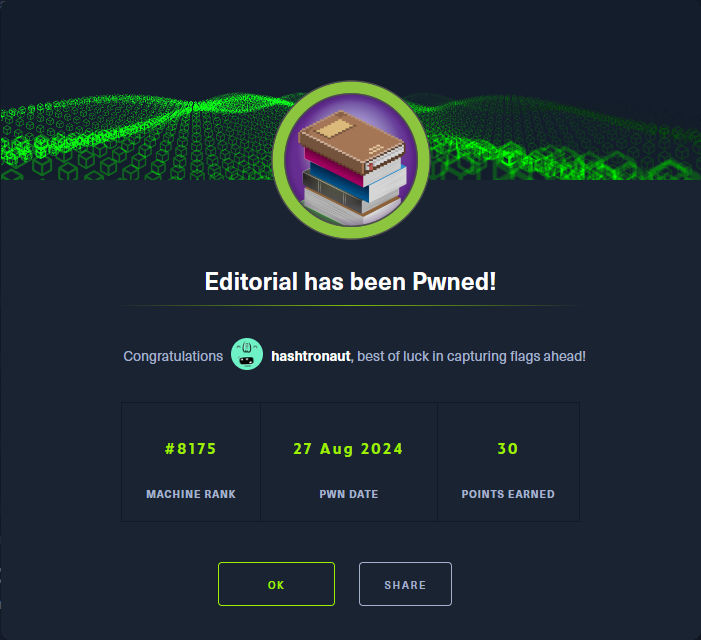 Editorial has been Pwned!
Congratulations hashtronaut, best of luck in capturing flags ahead!
#8175 27 Aug 2024 30
MACHINE RANK PWN DATE POINTS EARNED
OK SHARE